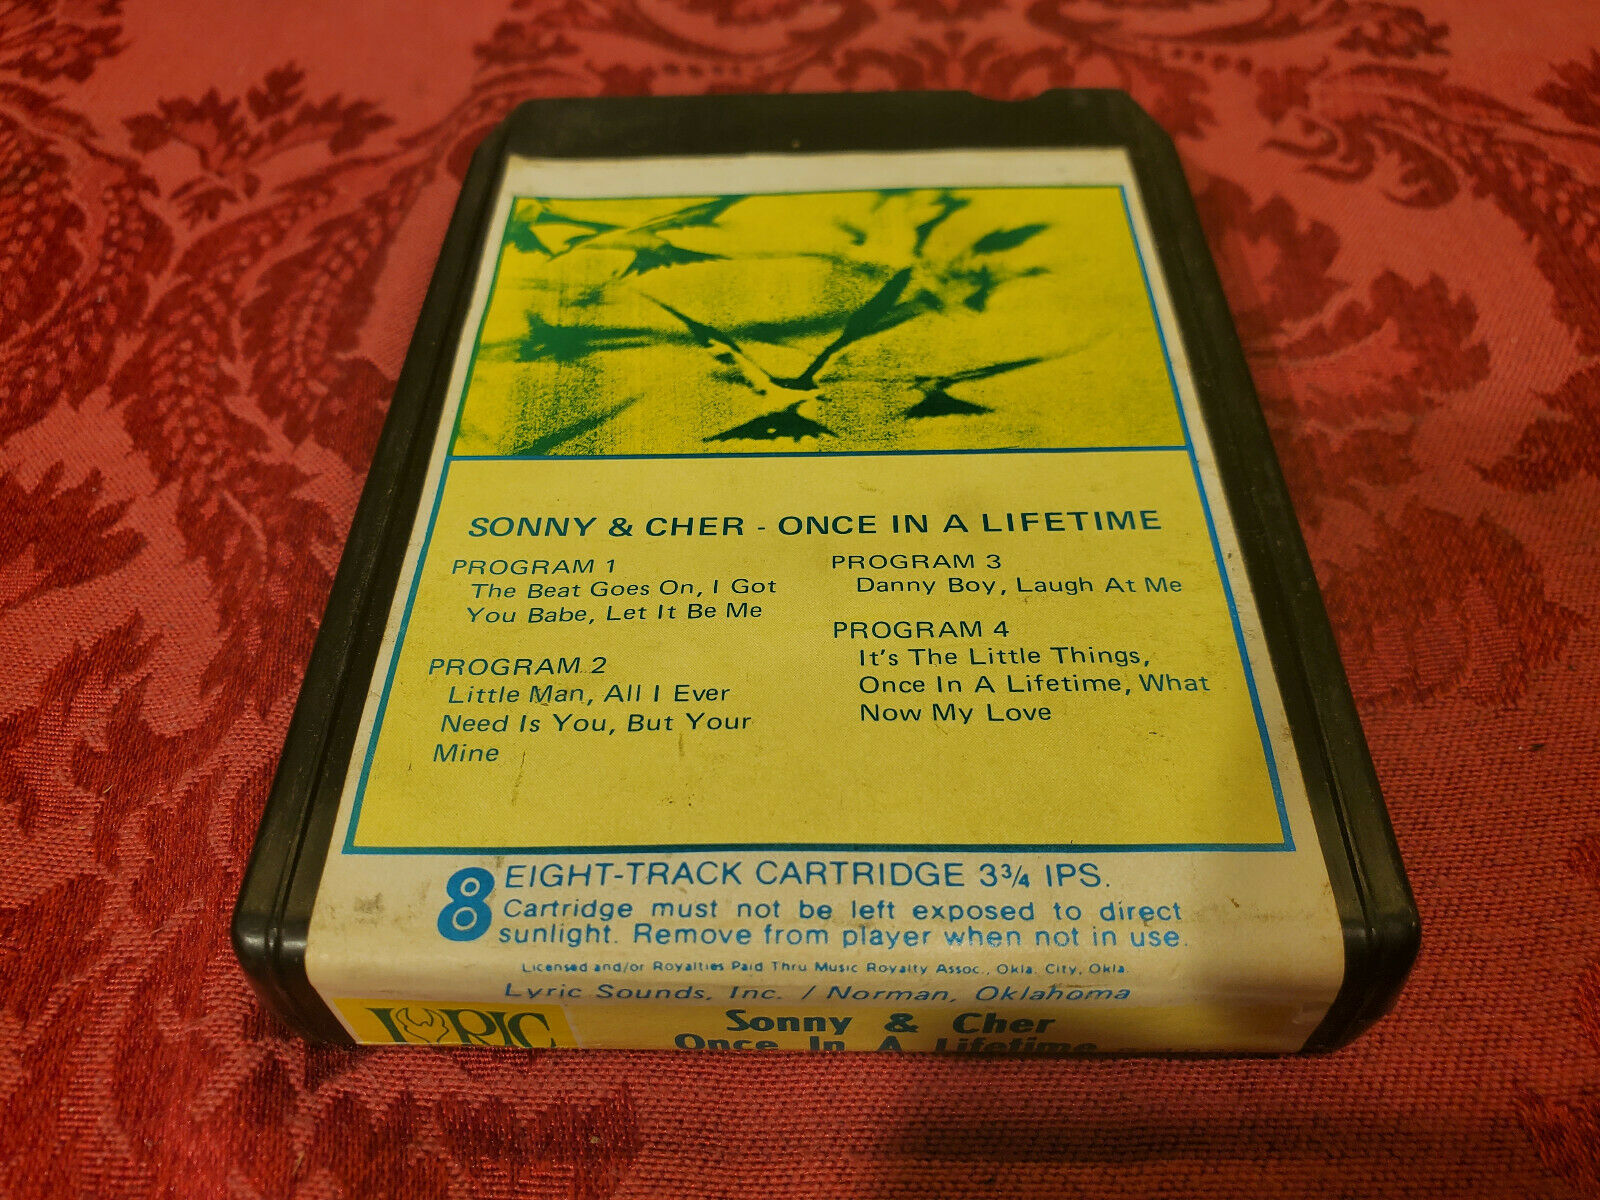 SONNY & CHER - ONCE IN A LIFETIME
PROGRAM 1
The Beat Goes On, I Got
You Babe, Let It Be Me
PROGRAM 2
Little Man, All I Ever
Need Is You, But Your
Mine
PROGRAM 3
Danny Boy, Laugh At Me
PROGRAM 4
It's The Little Things,
Once In A Lifetime, What
Now My Love
8 EIGHT-TRACK CARTRIDGE 3¾ IPS.
Cartridge must not be left exposed to direct
sunlight. Remove from player when not in use.
Licensed and/or Royalties Paid Thru Music Royalty Assoc., Okla. City, Okla.
Lyric Sounds, Inc. / Norman, Oklahoma
LYRIC
Sonny & Cher
Once In A Lifetime